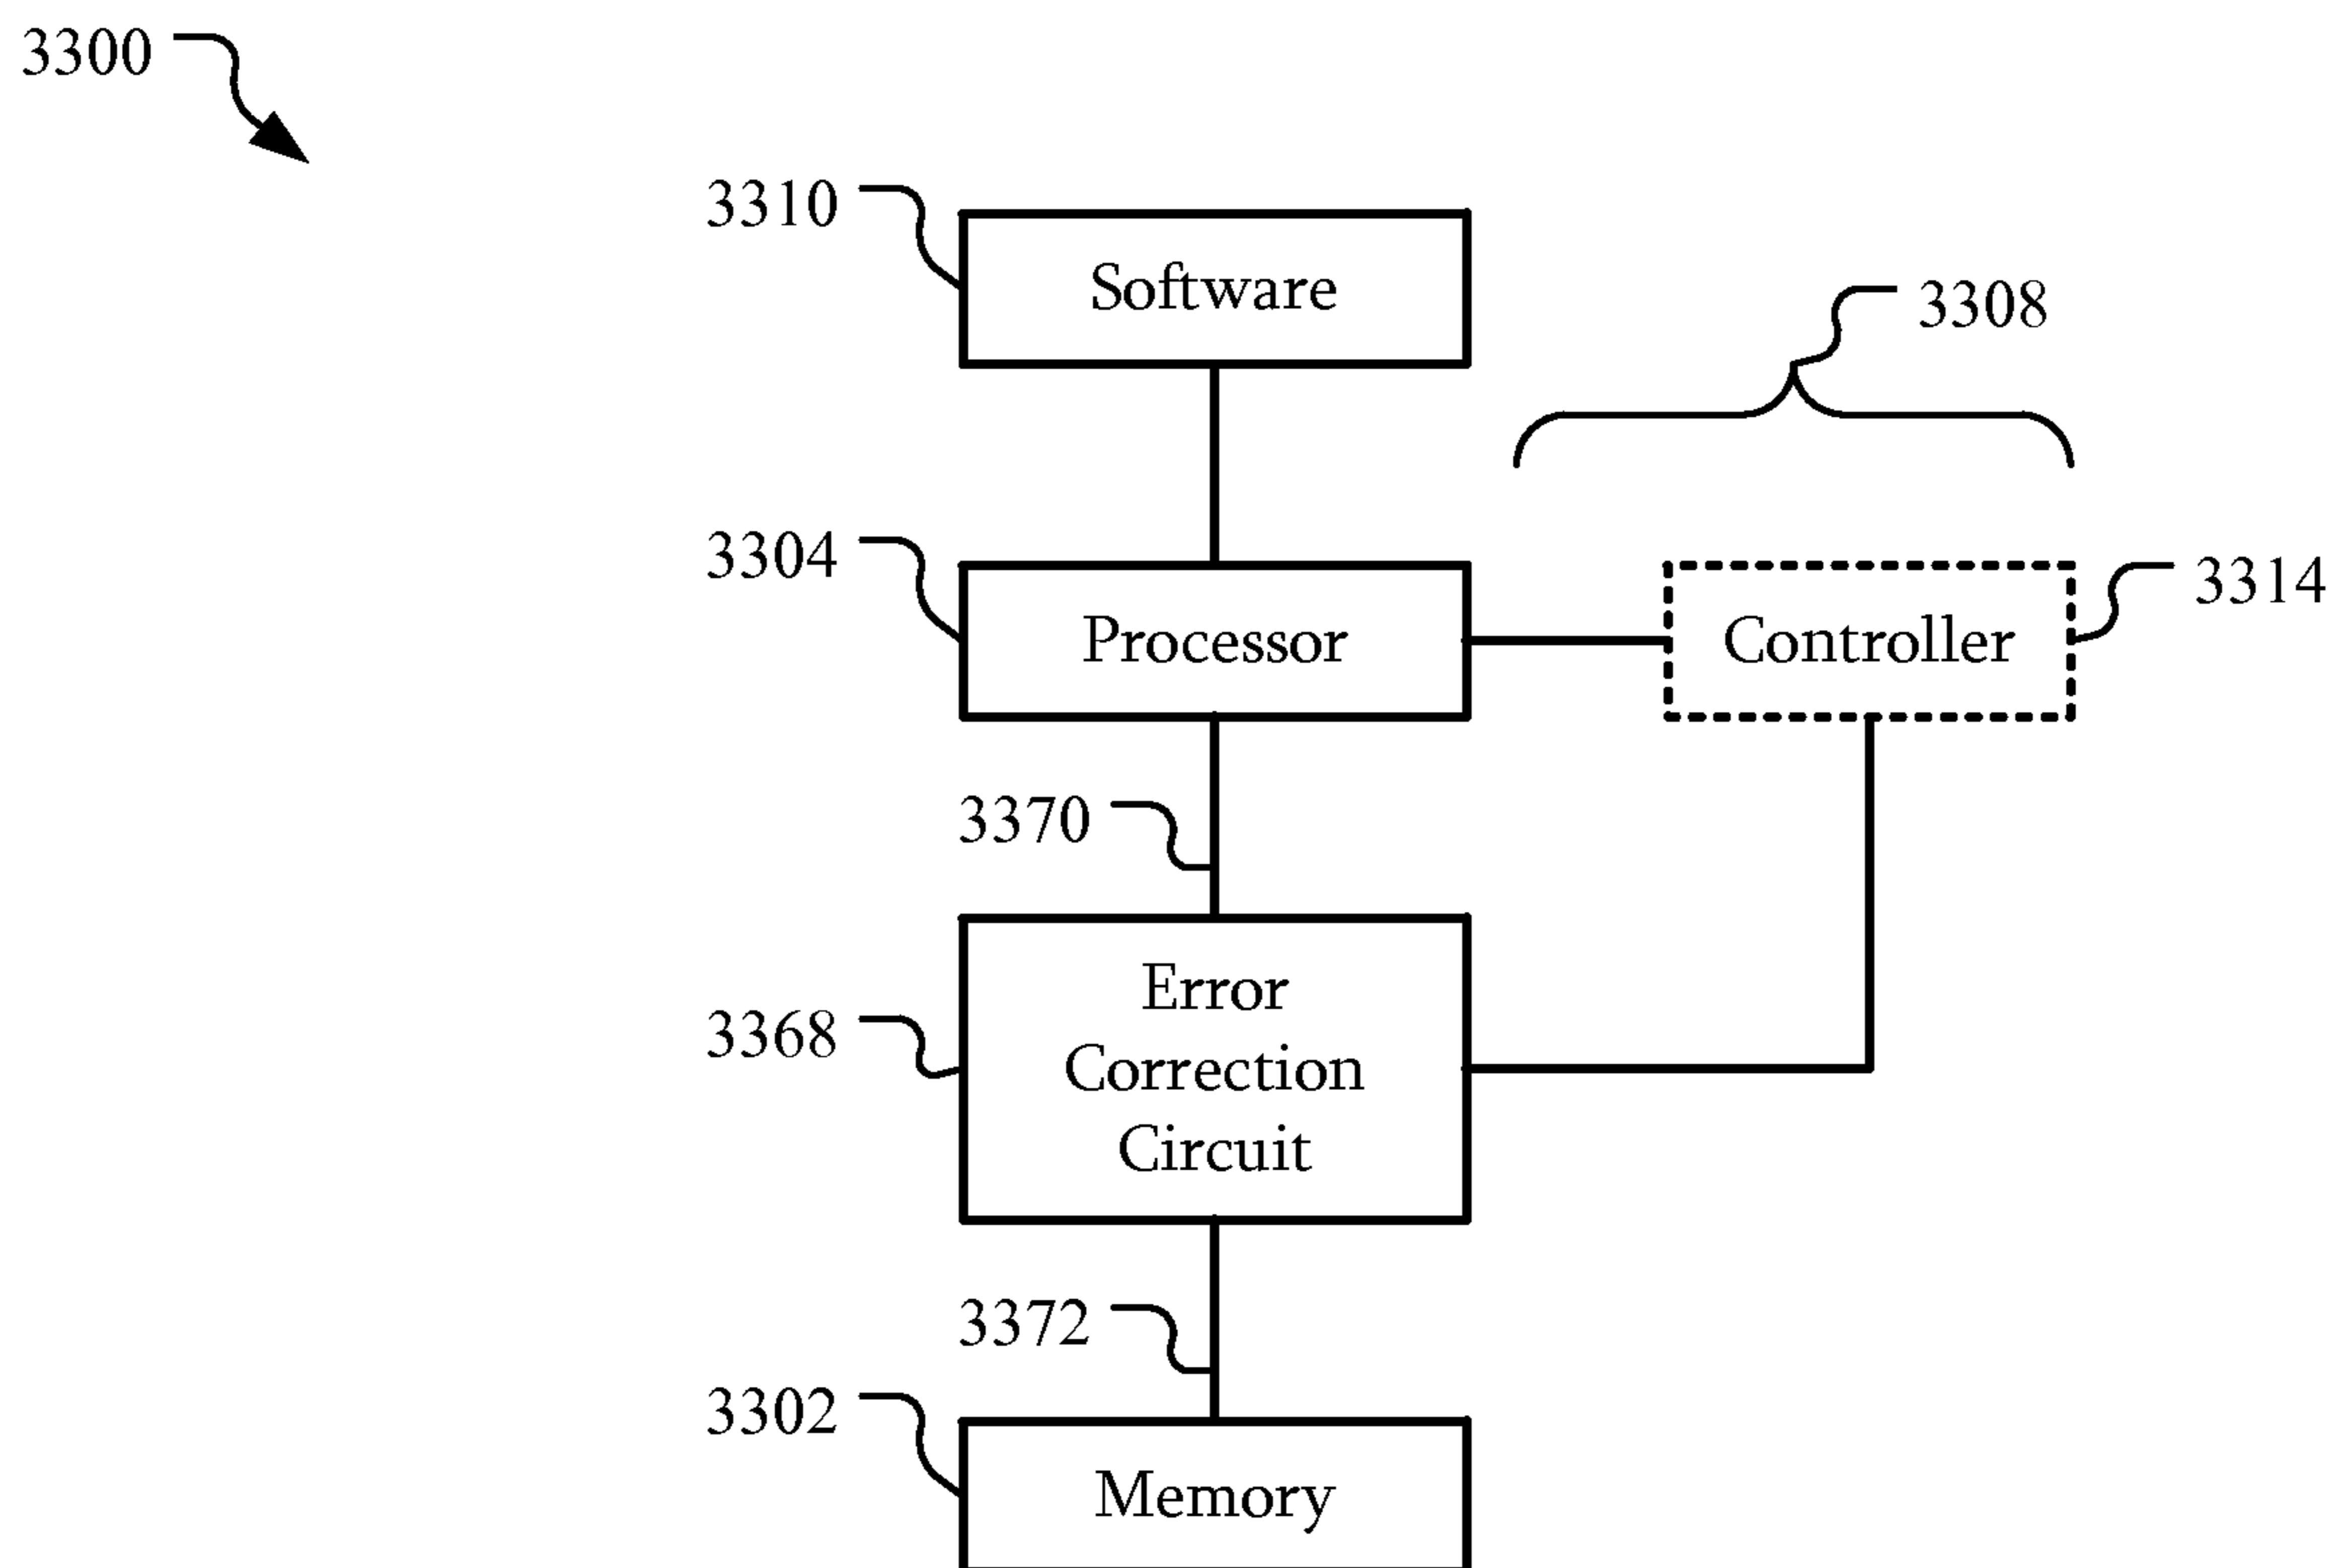 3300
3310
Software
3308
3304
Processor
Controller
3314
3370
Error
Correction
Circuit
3368
3372
3302
Memory